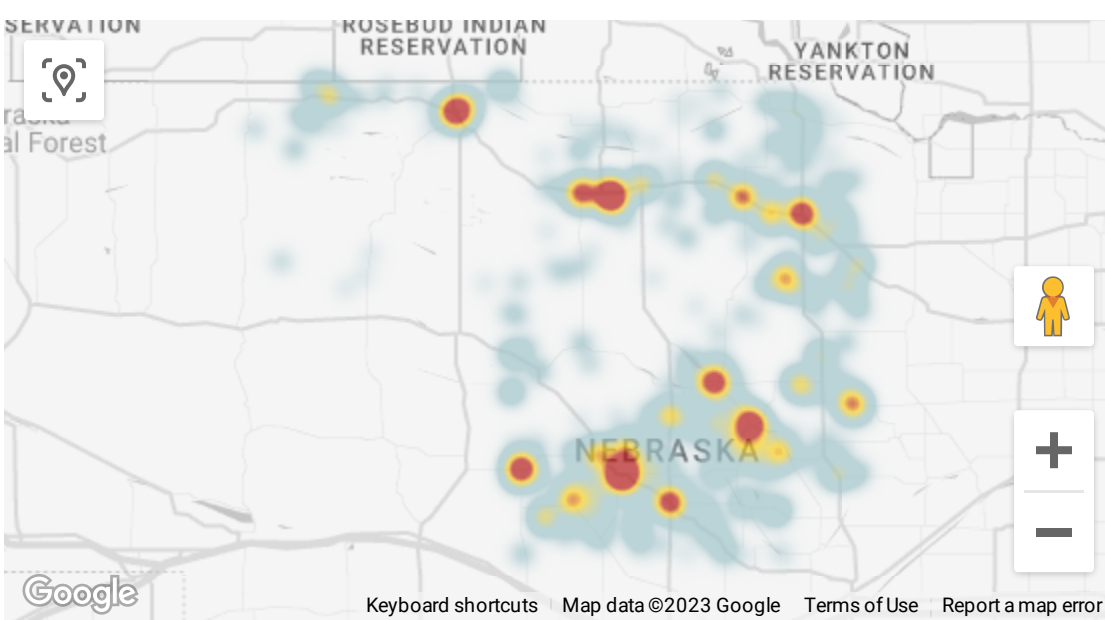 SERVATION
ROSEBUD INDIAN
RESERVATION
YANKTON
RESERVATION
raska
al Forest
NEBRASKA
Google
Keyboard shortcuts
Map data ©2023 Google
Terms of Use
Report a map error